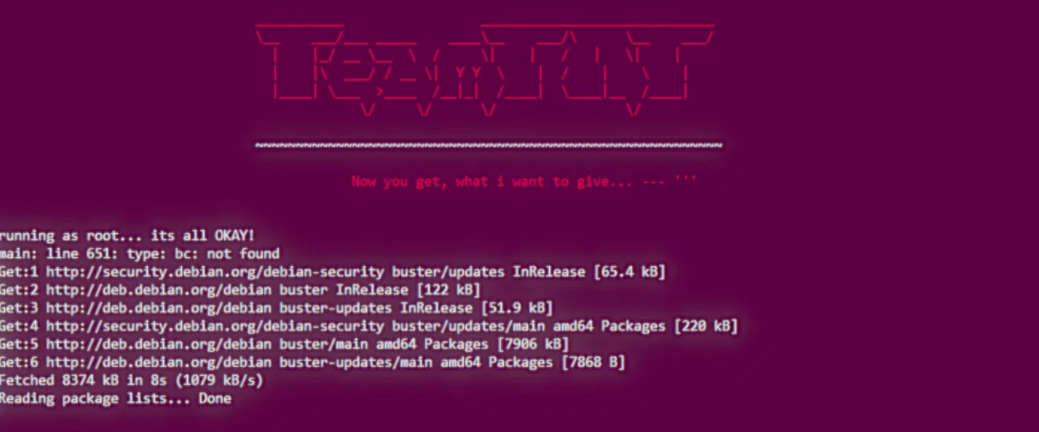 TeamTNT
~~~~~~~~~~~~~~~~~~~~~~~~~~~~~~~~~~~~~~~~~~~~~~~~~~~~~~~~~~~
Now you get, what i want to give... --- '''
running as root... its all OKAY!
main: line 651: type: bc: not found
Get:1 http://security.debian.org/debian-security buster/updates InRelease [65.4 kB]
Get:2 http://deb.debian.org/debian buster InRelease [122 kB]
Get:3 http://deb.debian.org/debian buster-updates InRelease [51.9 kB]
Get:4 http://security.debian.org/debian-security buster/updates/main amd64 Packages [220 kB]
Get:5 http://deb.debian.org/debian buster/main amd64 Packages [7906 kB]
Get:6 http://deb.debian.org/debian buster-updates/main amd64 Packages [7868 B]
Fetched 8374 kB in 8s (1079 kB/s)
Reading package lists... Done